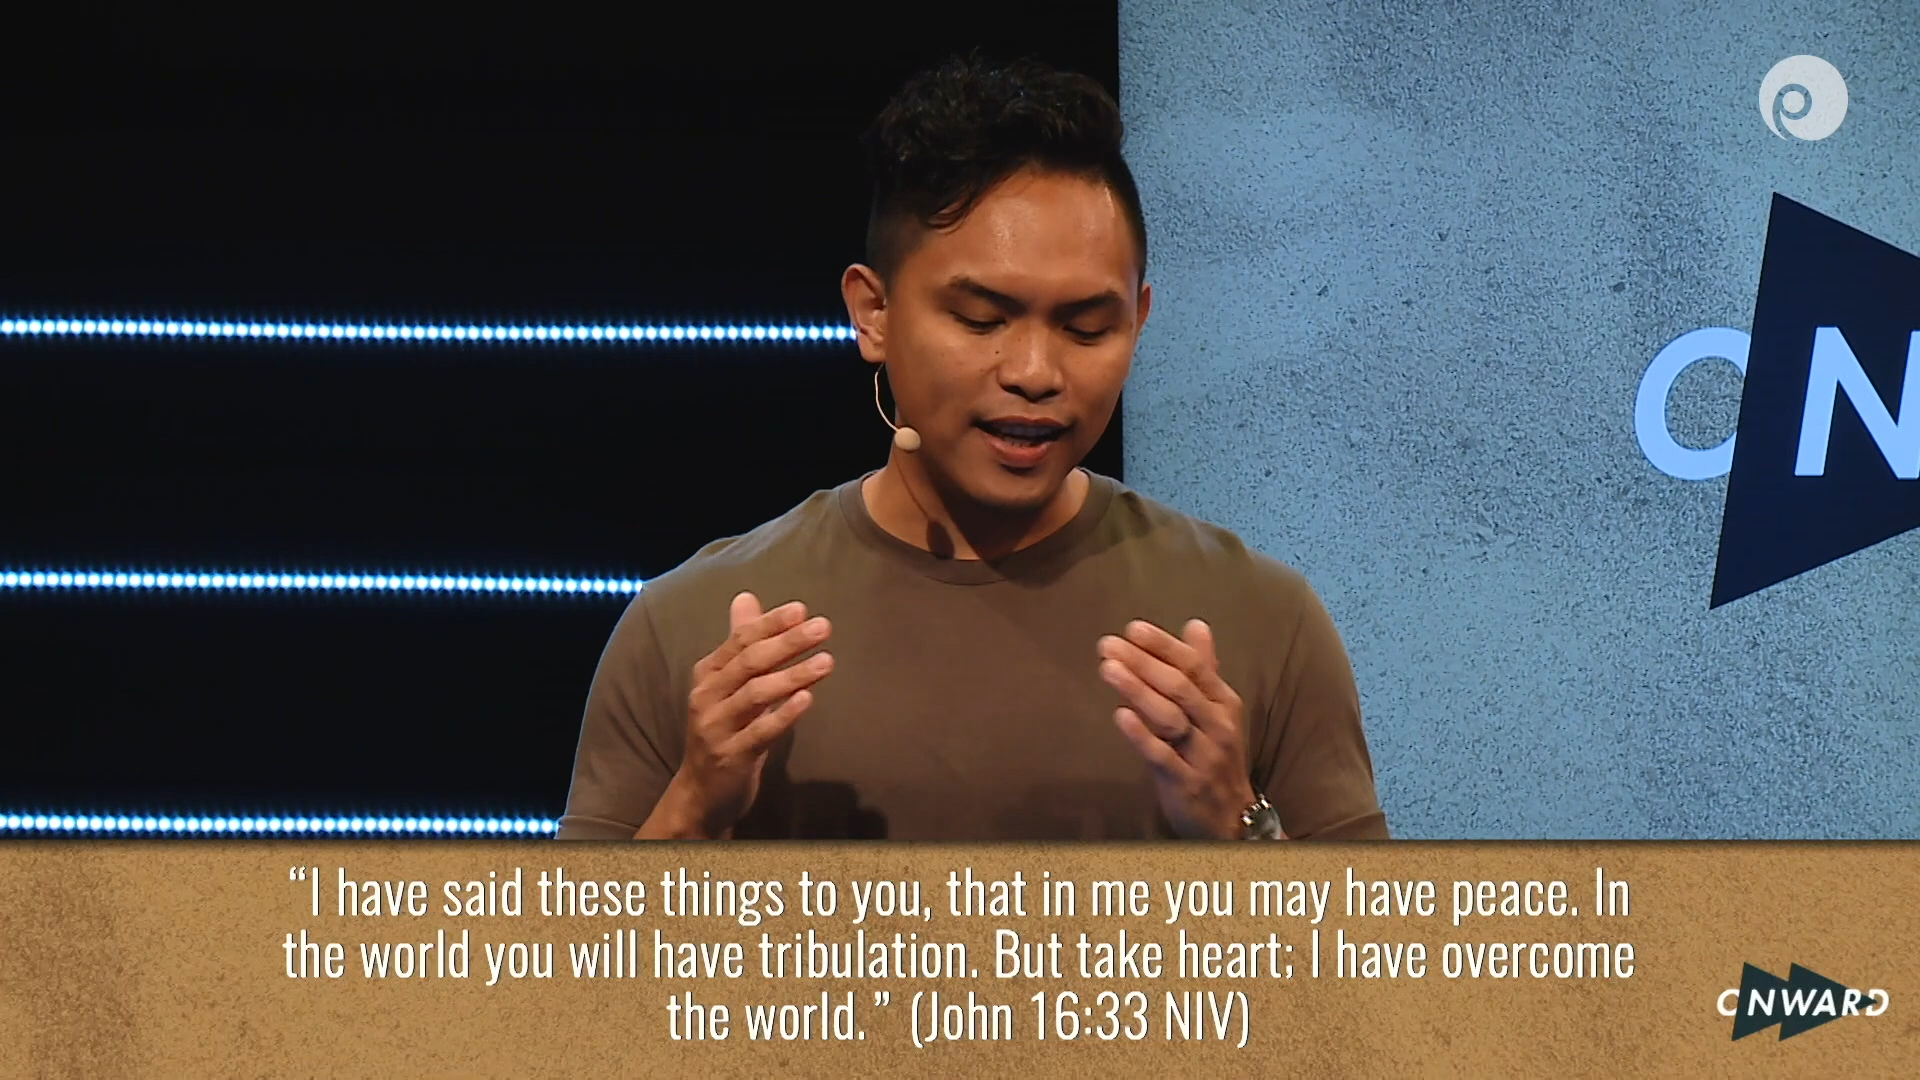 ON
“I have said these things to you, that in me you may have peace. In
the world you will have tribulation. But take heart; I have overcome
the world.” (John 16:33 NIV)
ONWARD